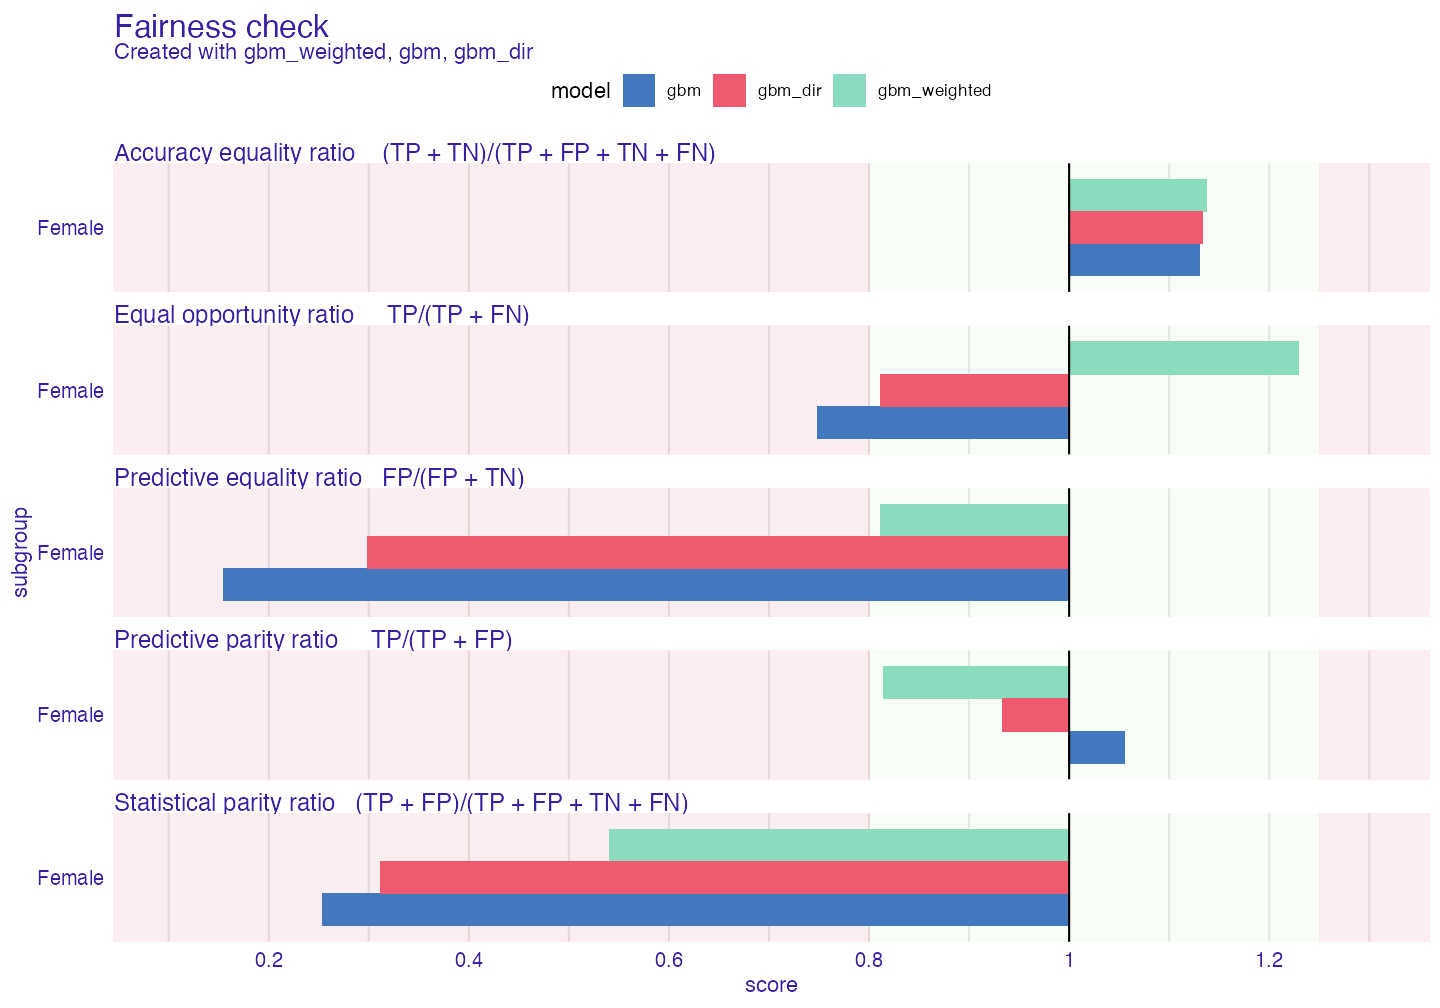 Fairness check
Created with gbm_weighted, gbm, gbm_dir
model gbm gbm_dir gbm_weighted
Accuracy equality ratio (TP + TN)/(TP + FP + TN + FN)
Female
Equal opportunity ratio TP/(TP + FN)
Female
Predictive equality ratio FP/(FP + TN)
Female
Predictive parity ratio TP/(TP + FP)
Female
Statistical parity ratio (TP + FP)/(TP + FP + TN + FN)
Female
subgroup
0.2 0.4 0.6 0.8 1 1.2
score